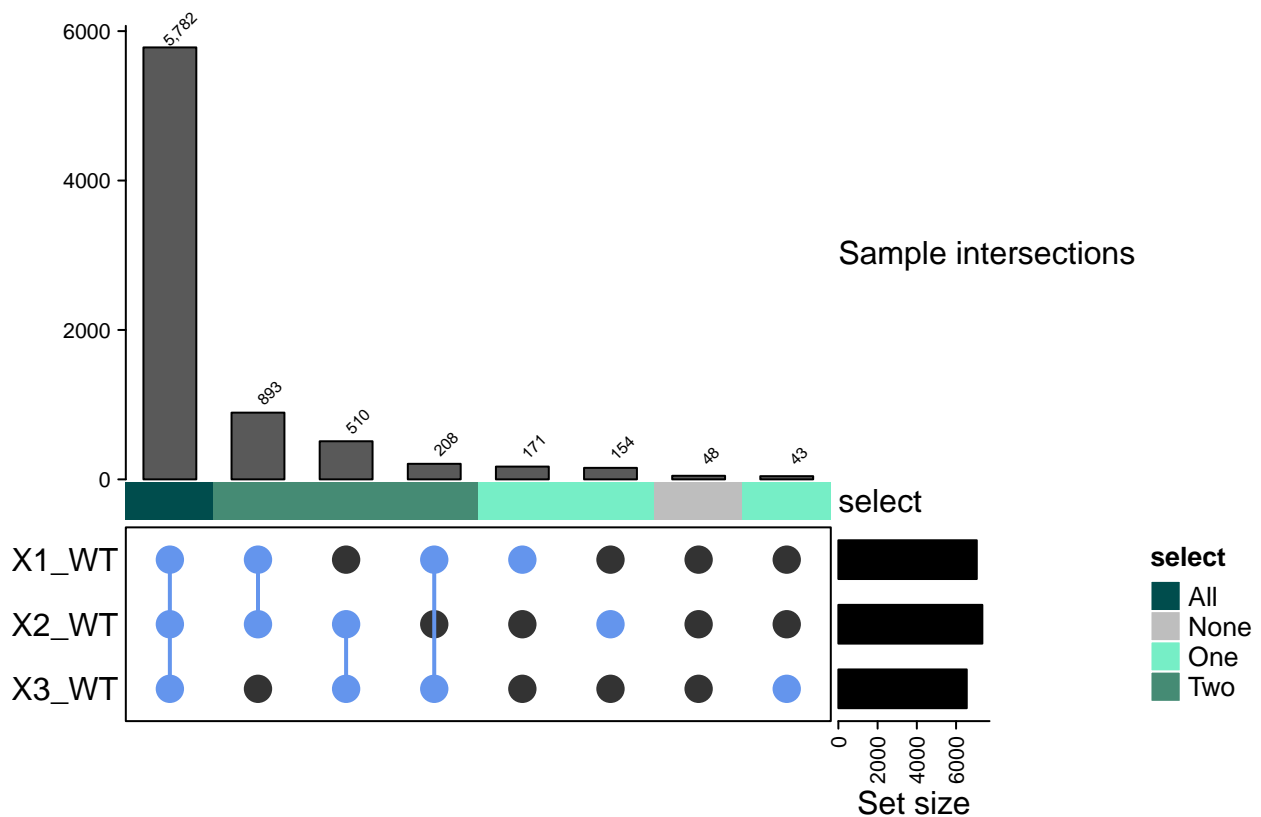 6000
4000
2000
0
5,782
893
510
208
171
154
48
43
Sample intersections
select
X1_WT
X2_WT
X3_WT
0
2000
4000
6000
Set size
select
All
None
One
Two